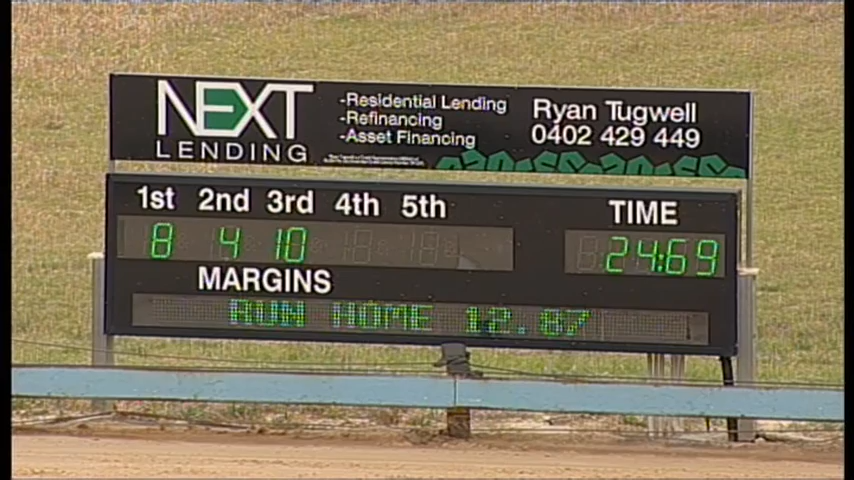 NEXT
LENDING
-Residential Lending
-Refinancing
-Asset Financing
Ryan Tugwell
0402 429 449
1st 2nd 3rd 4th 5th TIME
8 4 10 24:69
MARGINS
RUN HOME 12.87